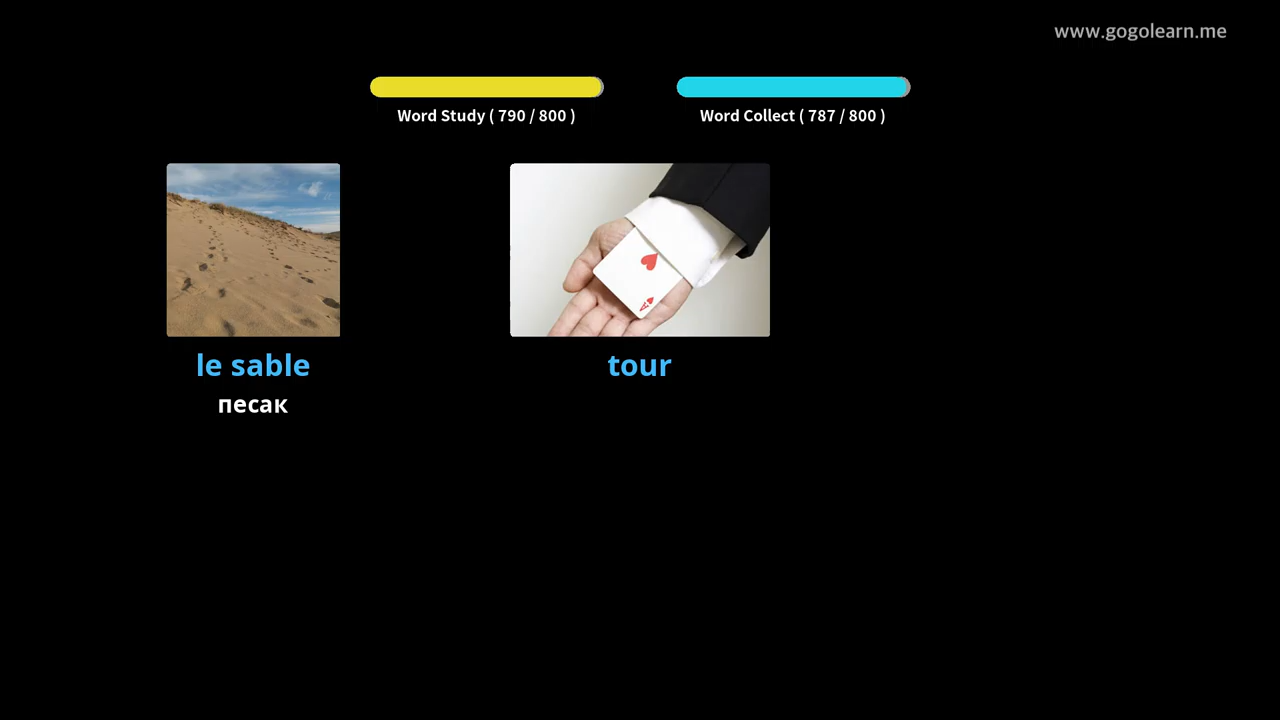 www.gogolearn.me
Word Study ( 790 / 800 )
Word Collect ( 787 / 800 )
le sable
песак
tour